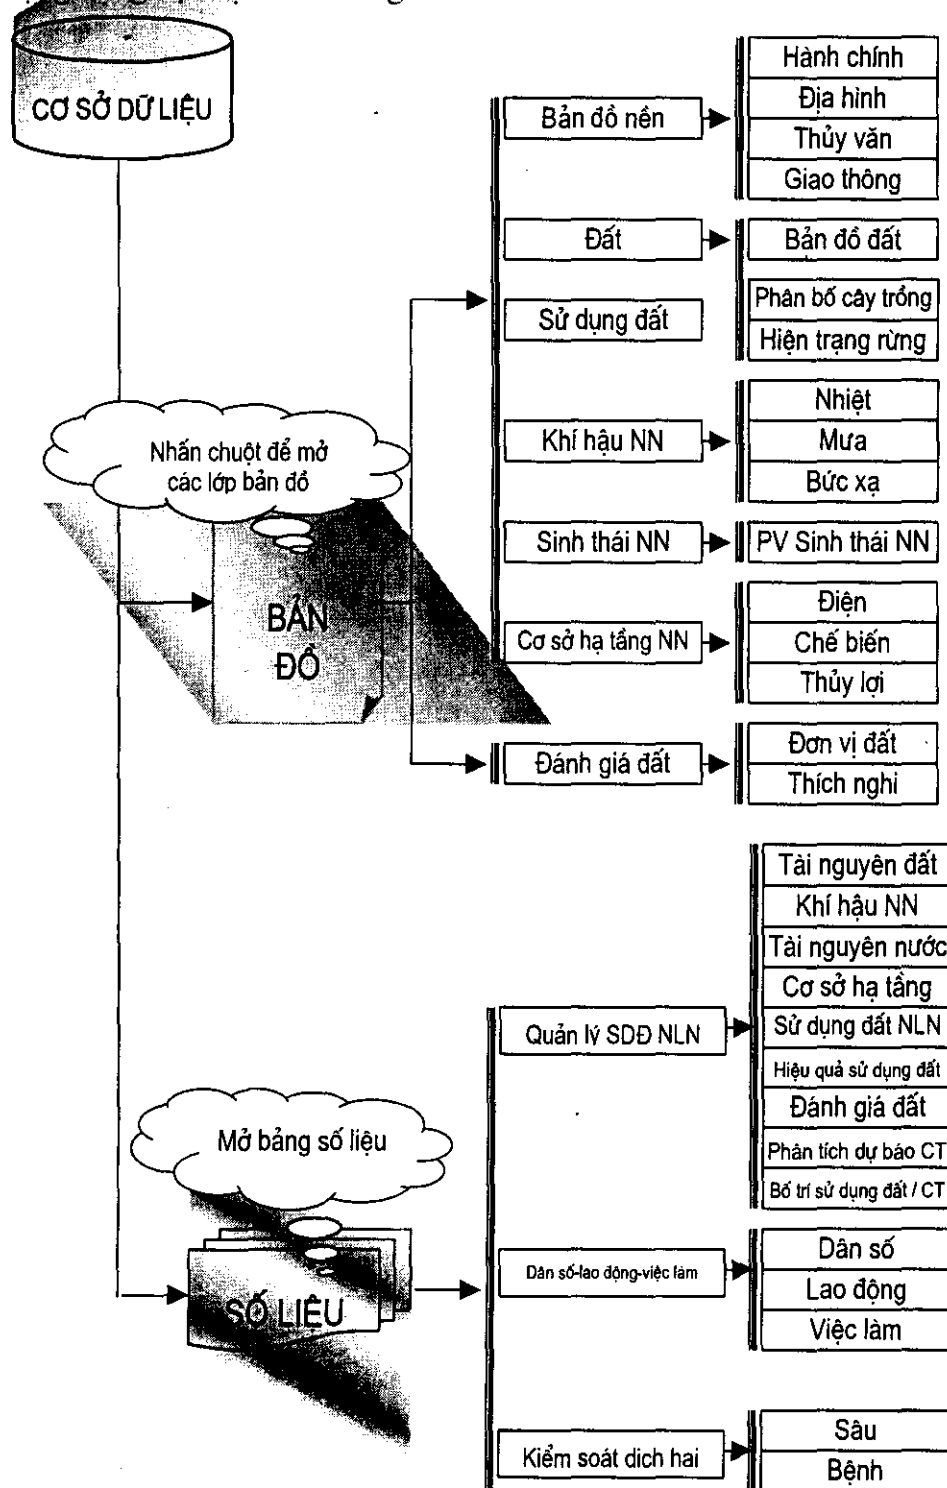 CƠ SỞ DỮ LIỆU
Nhấn chuột để mở
các lớp bản đồ
BẢN
ĐỒ
Bản đồ nền
Hành chính
Địa hình
Thủy văn
Giao thông
Đất
Bản đồ đất
Sử dụng đất
Phân bố cây trồng
Hiện trạng rừng
Khí hậu NN
Nhiệt
Mưa
Bức xạ
Sinh thái NN
PV Sinh thái NN
Cơ sở hạ tầng NN
Điện
Chế biến
Thủy lợi
Đánh giá đất
Đơn vị đất
Thích nghi
Mở bảng số liệu
SỐ LIỆU
Quản lý SDĐ NLN
Tài nguyên đất
Khí hậu NN
Tài nguyên nước
Cơ sở hạ tầng
Sử dụng đất NLN
Hiệu quả sử dụng đất
Đánh giá đất
Phân tích dự báo CT
Bố trí sử dụng đất / CT
Dân số-lao động-việc làm
Dân số
Lao động
Việc làm
Kiểm soát dich hai
Sâu
Bệnh